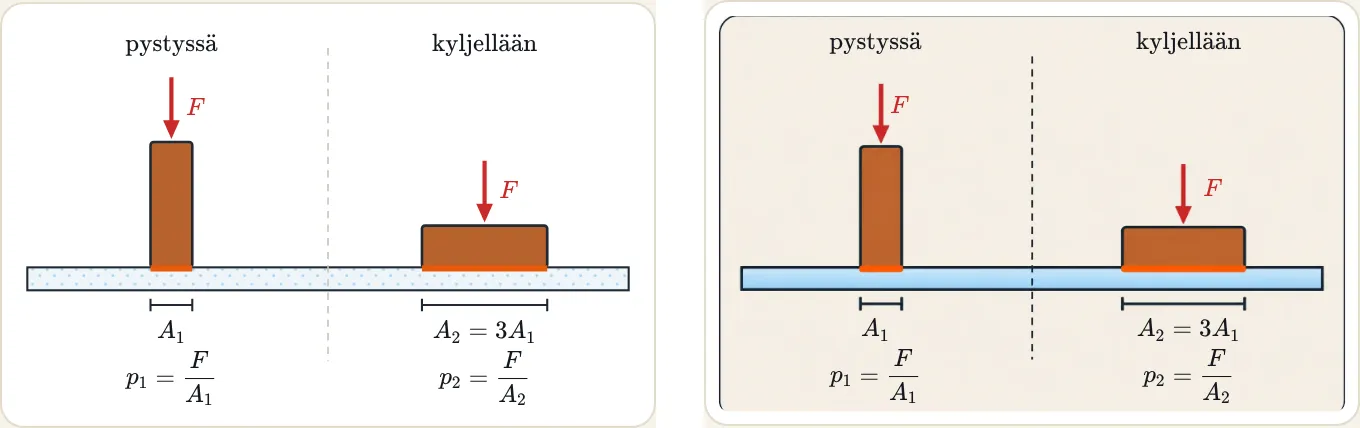 pystyssä
kyljellään
F
F
A₁
A₂ = 3A₁
p₁ = F/A₁
p₂ = F/A₂
pystyssä
kyljellään
F
F
A₁
A₂ = 3A₁
p₁ = F/A₁
p₂ = F/A₂